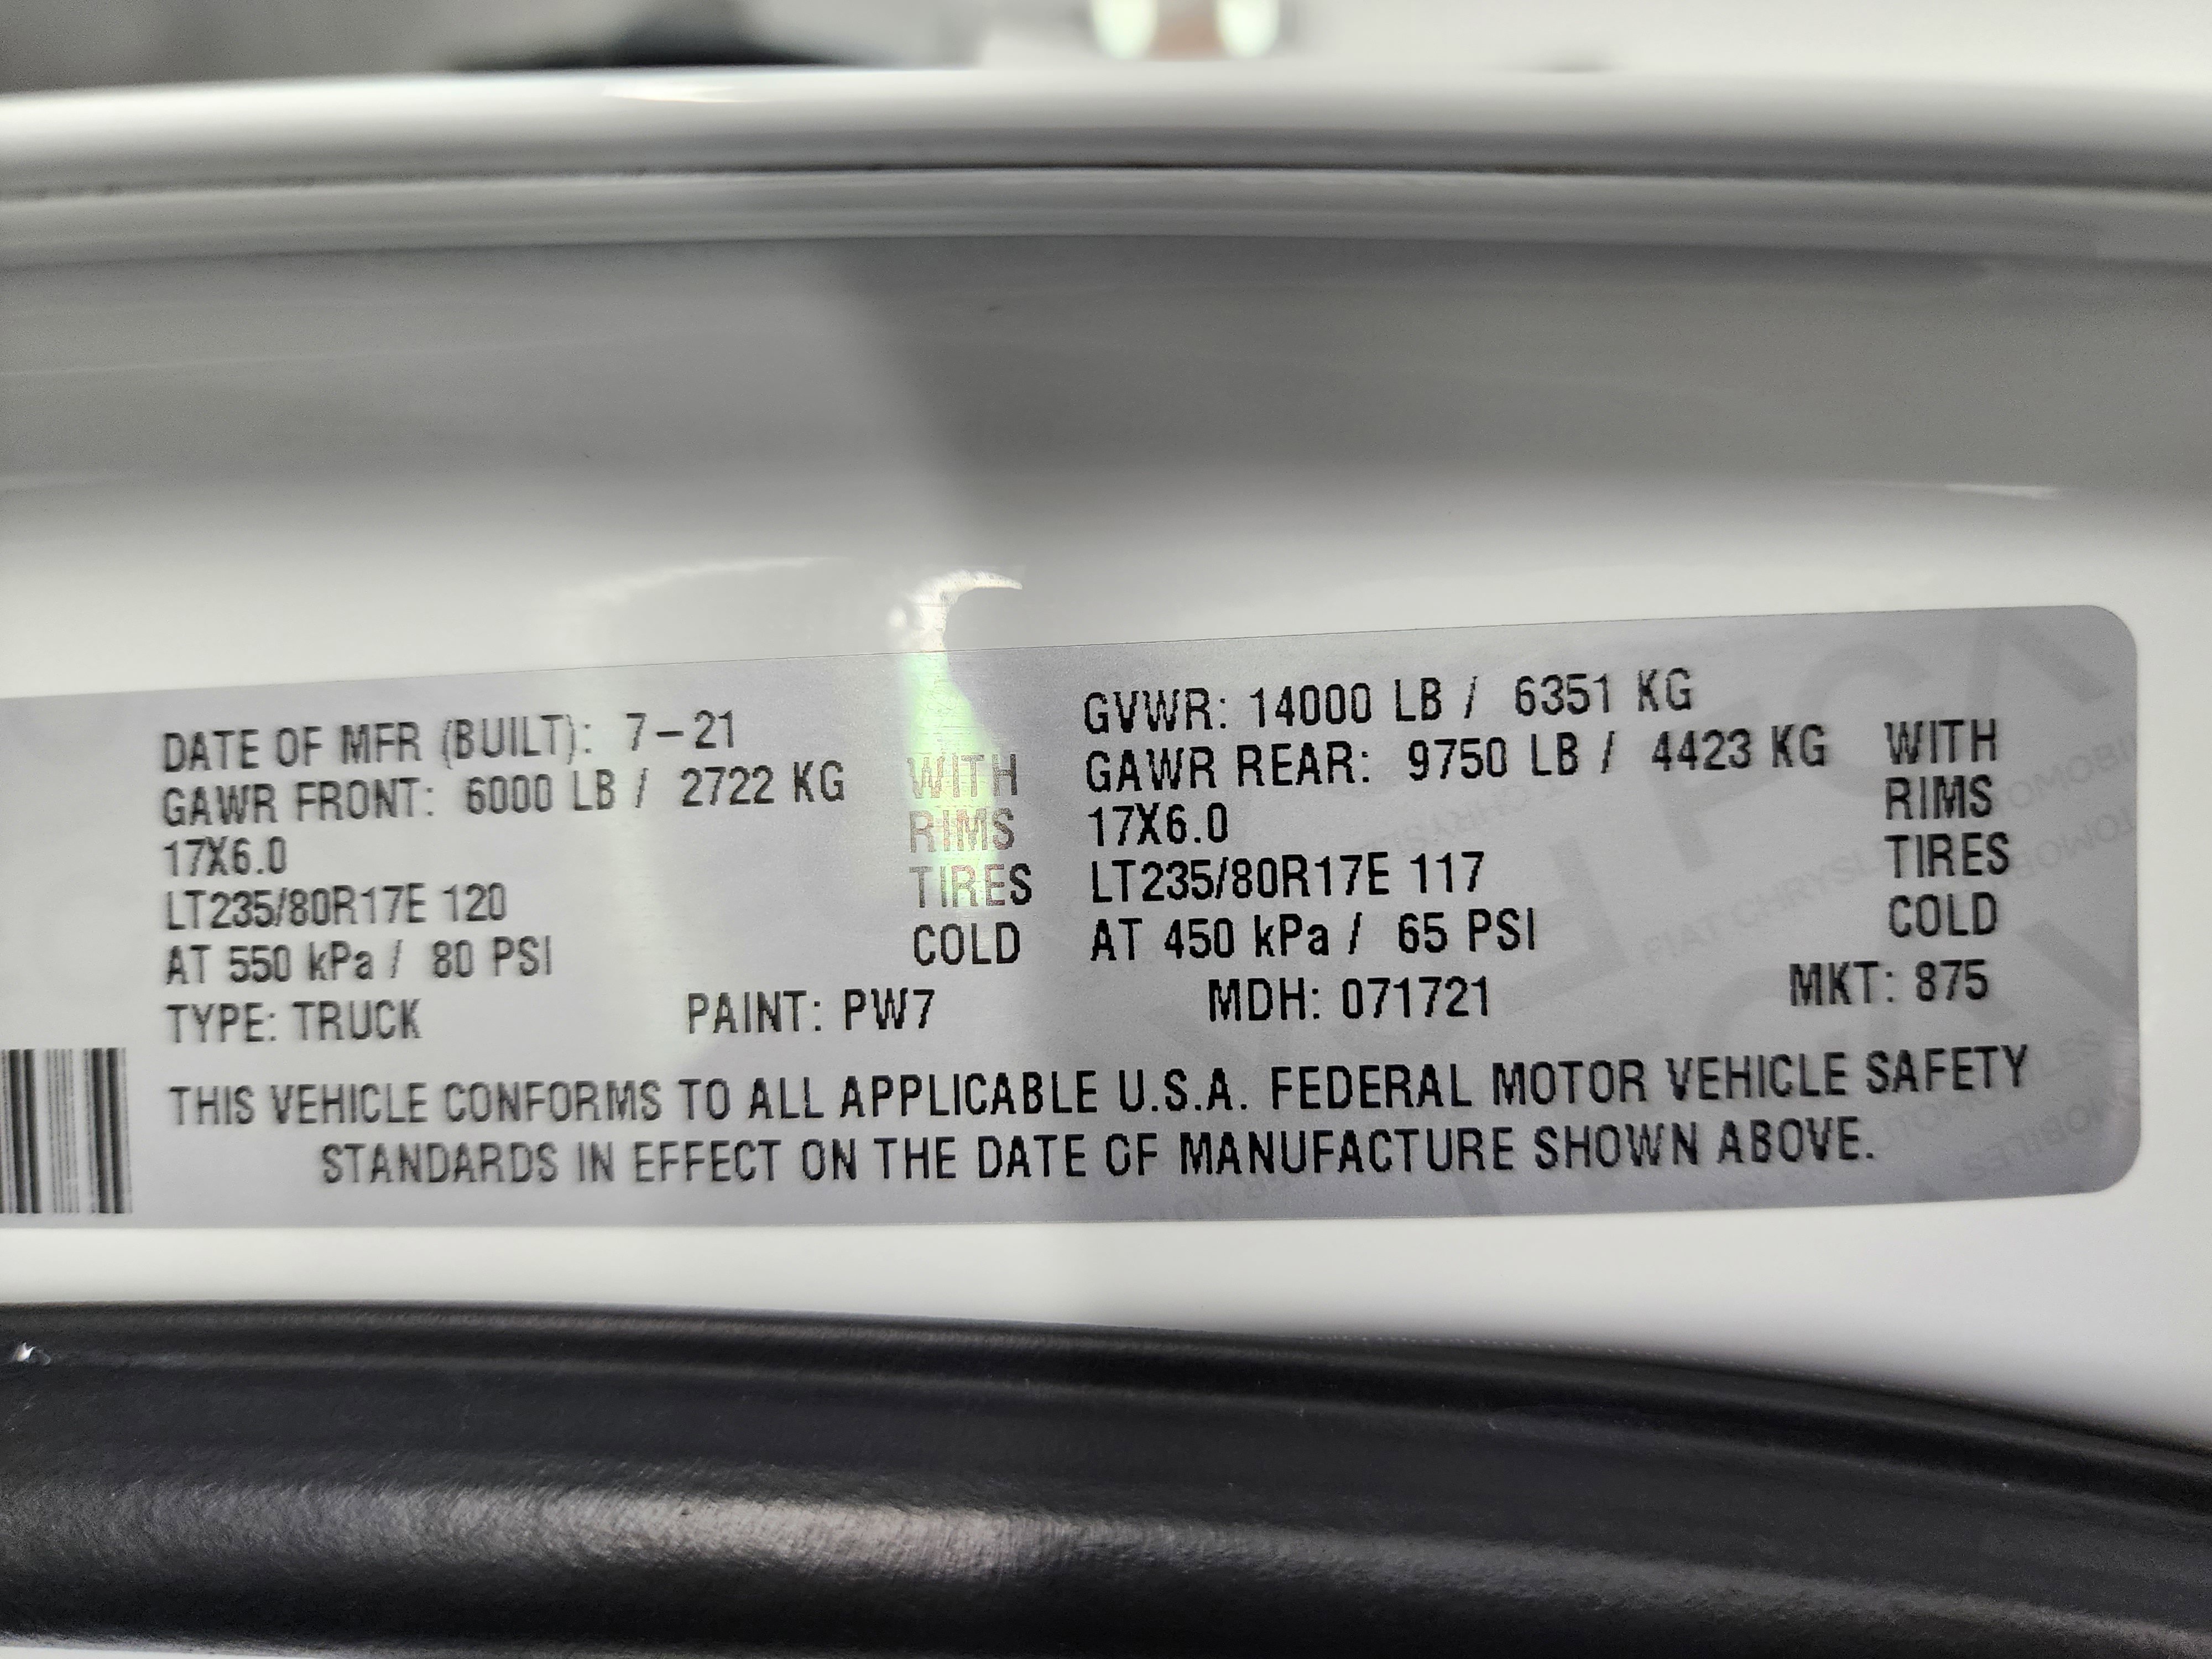 DATE OF MFR (BUILT): 7-21
GVWR: 14000 LB / 6351 KG
GAWR FRONT: 6000 LB / 2722 KG WITH
17X6.0 RIMS
LT235/80R17E 120 TIRES
AT 550 kPa / 80 PSI COLD
GAWR REAR: 9750 LB / 4423 KG WITH
17X6.0 RIMS
LT235/80R17E 117 TIRES
AT 450 kPa / 65 PSI COLD
TYPE: TRUCK PAINT: PW7 MDH: 071721 MKT: 875
THIS VEHICLE CONFORMS TO ALL APPLICABLE U.S.A. FEDERAL MOTOR VEHICLE SAFETY
STANDARDS IN EFFECT ON THE DATE OF MANUFACTURE SHOWN ABOVE.